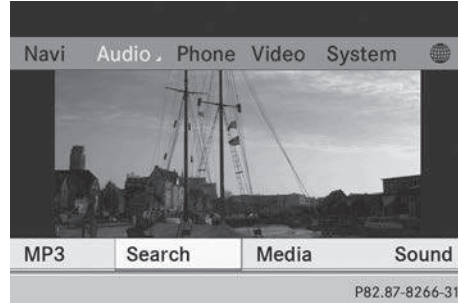 Navi Audio Phone Video System
MP3 Search Media Sound
P82.87-8266-31